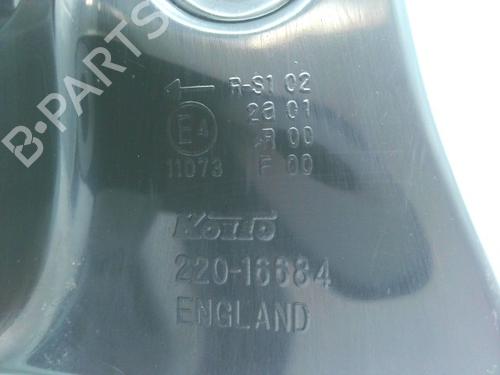 R-S1 02
2a 01
E4
R 00
11073 F 00
KOITO
220-16684
ENGLAND
B-PARTS